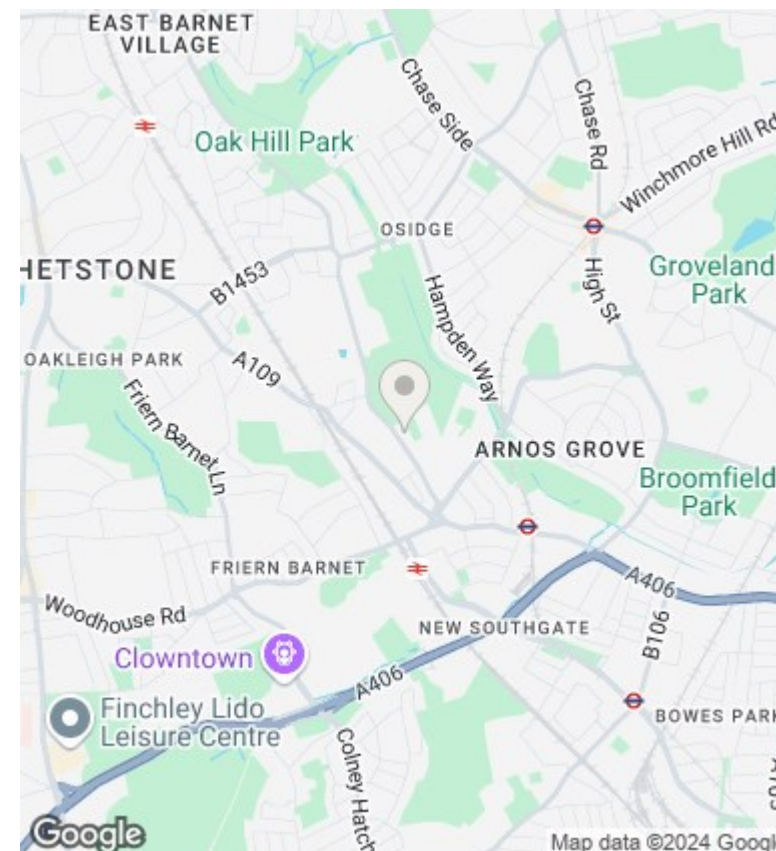 EAST BARNET
VILLAGE
Chase Side
Chase Rd
Oak Hill Park
Winchmore Hill Rd
OSIDGE
HETSTONE
B1453
Hampden Way
High St
Groveland
Park
OAKLEIGH PARK
A109
Friern Barnet Ln
ARNOS GROVE
Broomfield
Park
FRIERN BARNET
A406
Woodhouse Rd
NEW SOUTHGATE
B106
Clowntown
A406
Finchley Lido
Leisure Centre
BOWES PARK
Colney Hatch
Google
Map data ©2024 Google